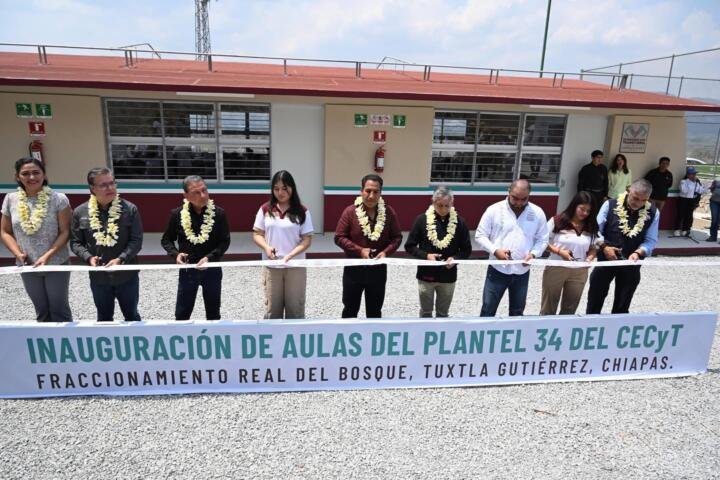 INAUGURACIÓN DE AULAS DEL PLANTEL 34 DEL CECyT
FRACCIONAMIENTO REAL DEL BOSQUE, TUXTLA GUTIÉRREZ, CHIAPAS.